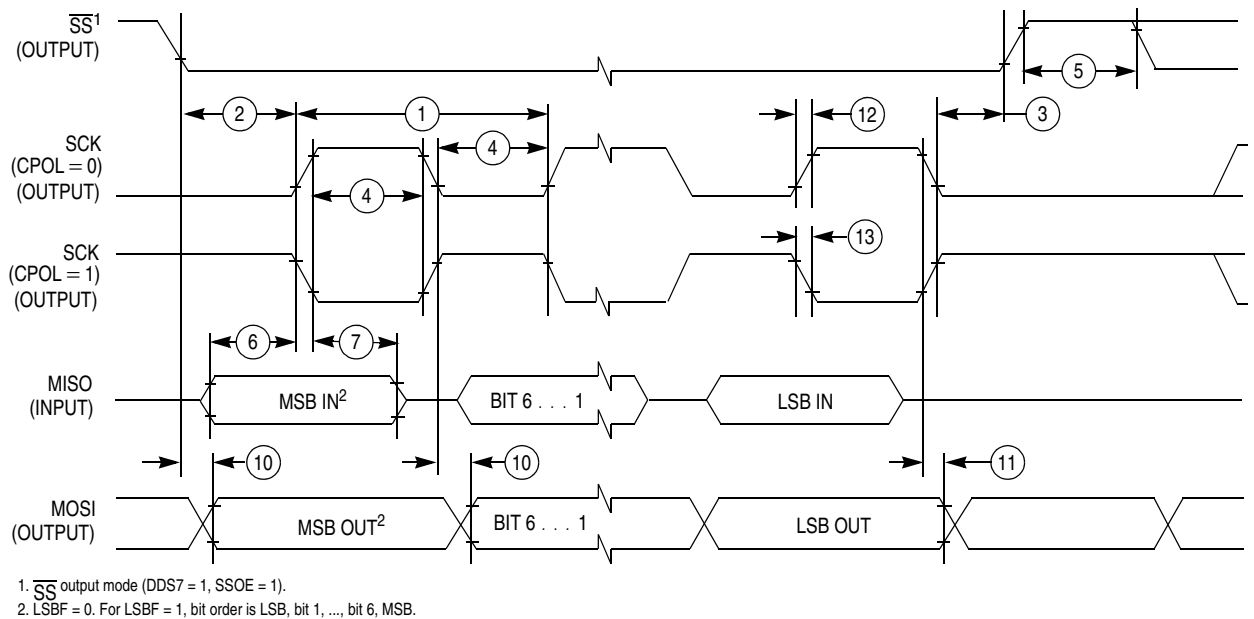 SS¹
(OUTPUT)
5
2
1
12
3
SCK
(CPOL = 0)
(OUTPUT)
4
4
SCK
(CPOL = 1)
(OUTPUT)
13
6
7
MISO
(INPUT)
MSB IN²
BIT 6 . . . 1
LSB IN
10
10
11
MOSI
(OUTPUT)
MSB OUT²
BIT 6 . . . 1
LSB OUT
1. SS output mode (DDS7 = 1, SSOE = 1).
2. LSBF = 0. For LSBF = 1, bit order is LSB, bit 1, ..., bit 6, MSB.